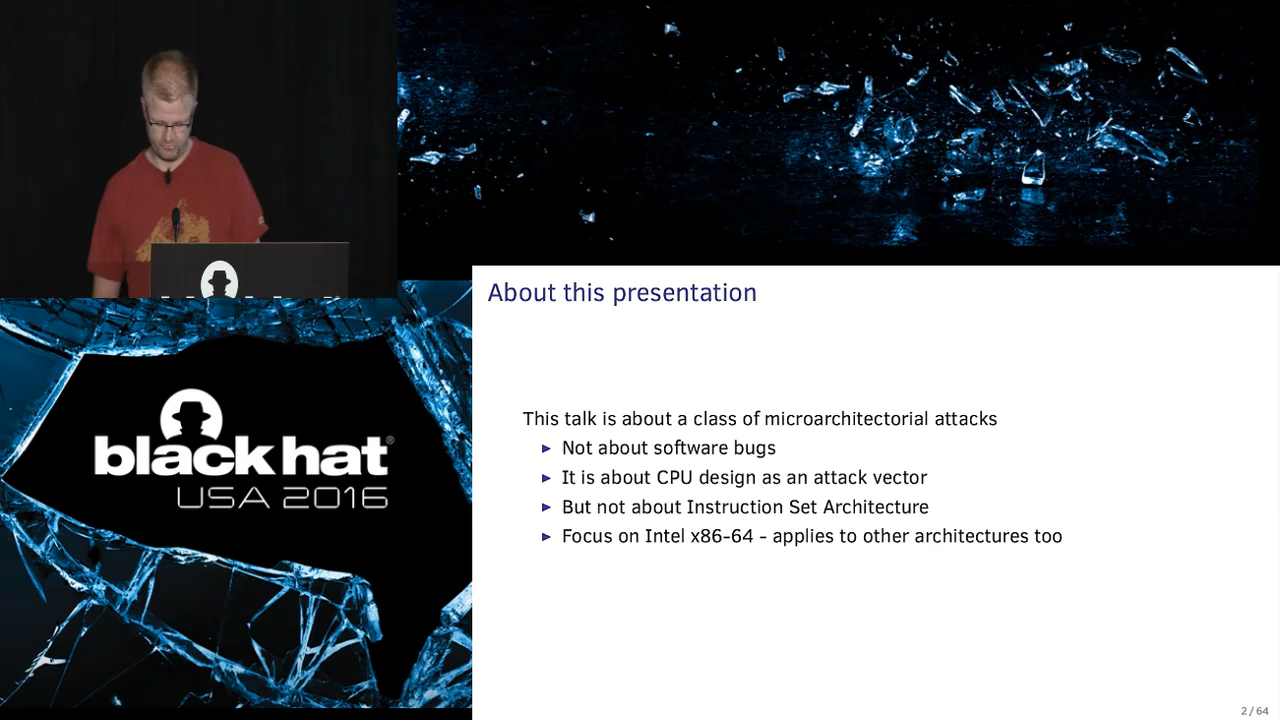 About this presentation
This talk is about a class of microarchitectorial attacks
► Not about software bugs
► It is about CPU design as an attack vector
► But not about Instruction Set Architecture
► Focus on Intel x86-64 - applies to other architectures too
black hat®
USA 2016
2 / 64